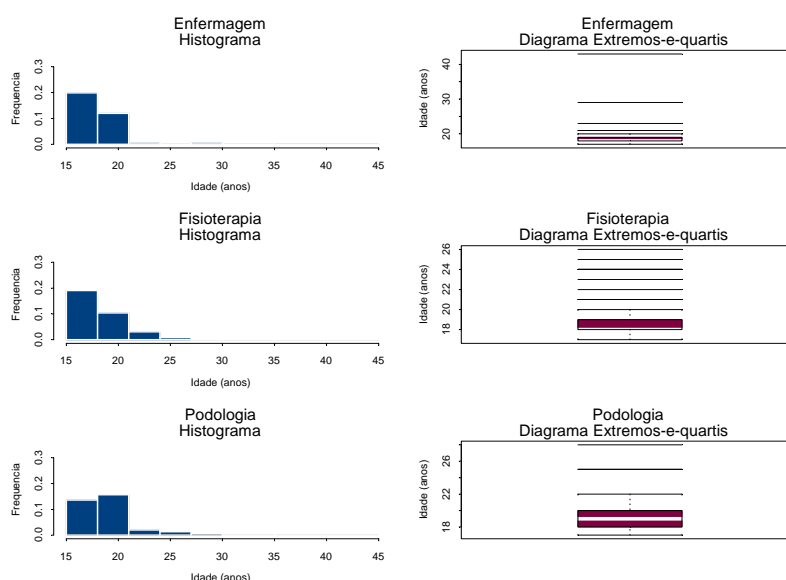 Enfermagem
Histograma
Frequencia
0.0 0.1 0.2 0.3
15 20 25 30 35 40 45
Idade (anos)
Enfermagem
Diagrama Extremos-e-quartis
Idade (anos)
20 30 40
Fisioterapia
Histograma
Frequencia
0.0 0.1 0.2 0.3
15 20 25 30 35 40 45
Idade (anos)
Fisioterapia
Diagrama Extremos-e-quartis
Idade (anos)
18 20 22 24 26
Podologia
Histograma
Frequencia
0.0 0.1 0.2 0.3
15 20 25 30 35 40 45
Idade (anos)
Podologia
Diagrama Extremos-e-quartis
Idade (anos)
18 22 26